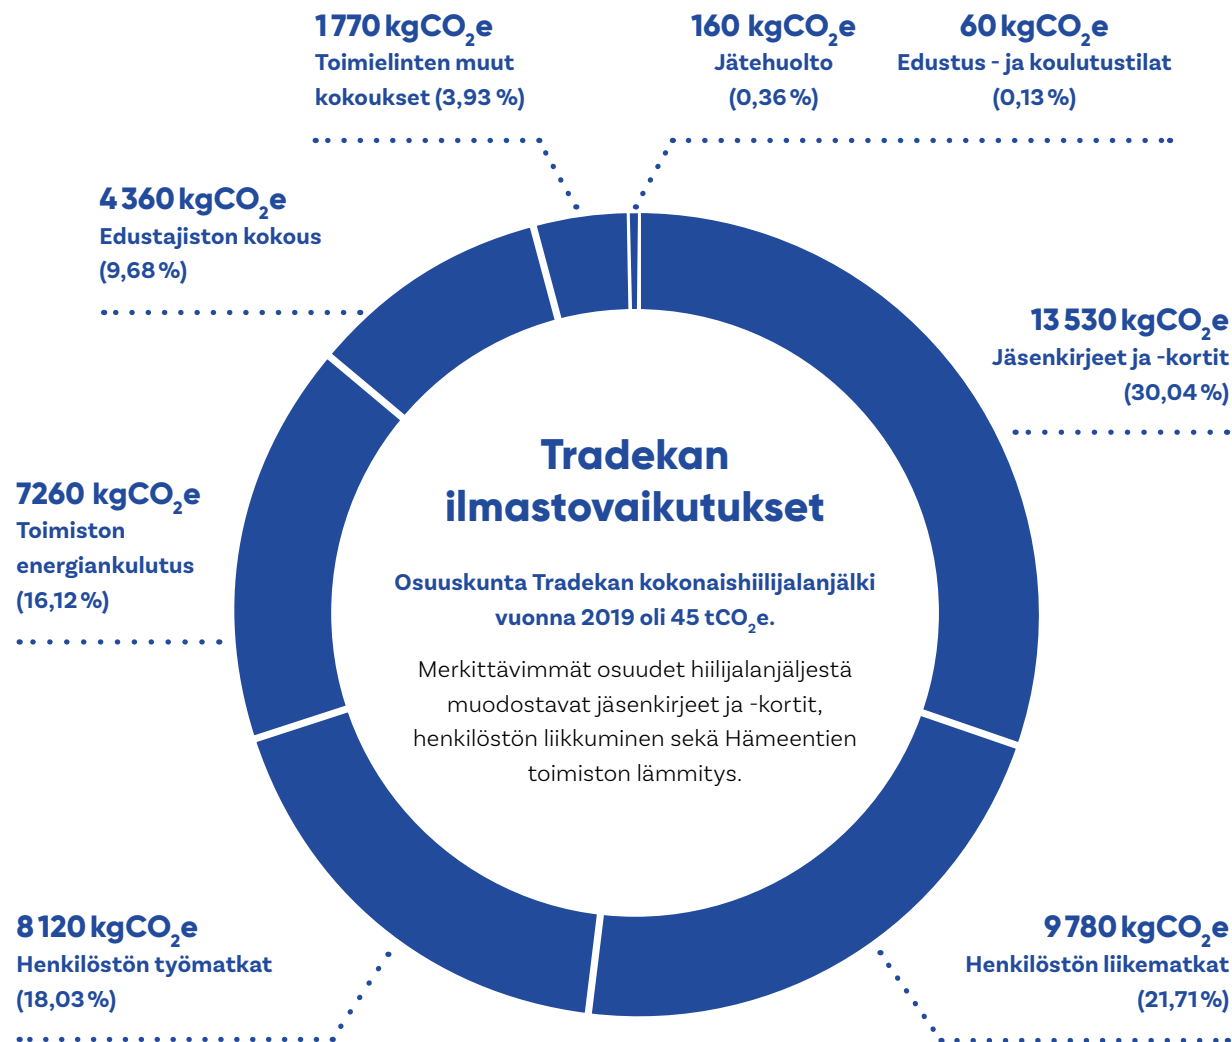 1 770 kgCO₂e
Toimielinten muut
kokoukset (3,93 %)
160 kgCO₂e
Jätehuolto
(0,36 %)
60 kgCO₂e
Edustus - ja koulutustilat
(0,13 %)
4 360 kgCO₂e
Edustajiston kokous
(9,68 %)
13 530 kgCO₂e
Jäsenkirjeet ja -kortit
(30,04 %)
Tradekan
ilmastovaikutukset
Osuuskunta Tradekan kokonaishiilijalanjälki
vuonna 2019 oli 45 tCO₂e.
Merkittävimmät osuudet hiilijalanjäljestä
muodostavat jäsenkirjeet ja -kortit,
henkilöstön liikkuminen sekä Hämeentien
toimiston lämmitys.
7260 kgCO₂e
Toimiston
energiankulutus
(16,12 %)
8 120 kgCO₂e
Henkilöstön työmatkat
(18,03 %)
9 780 kgCO₂e
Henkilöstön liikematkat
(21,71 %)